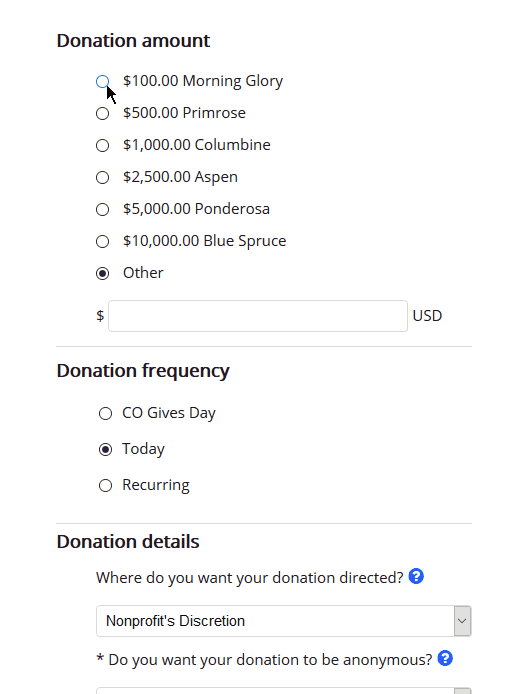 Donation amount
$100.00 Morning Glory
$500.00 Primrose
$1,000.00 Columbine
$2,500.00 Aspen
$5,000.00 Ponderosa
$10,000.00 Blue Spruce
Other
$ USD
Donation frequency
CO Gives Day
Today
Recurring
Donation details
Where do you want your donation directed? ?
Nonprofit's Discretion
* Do you want your donation to be anonymous? ?